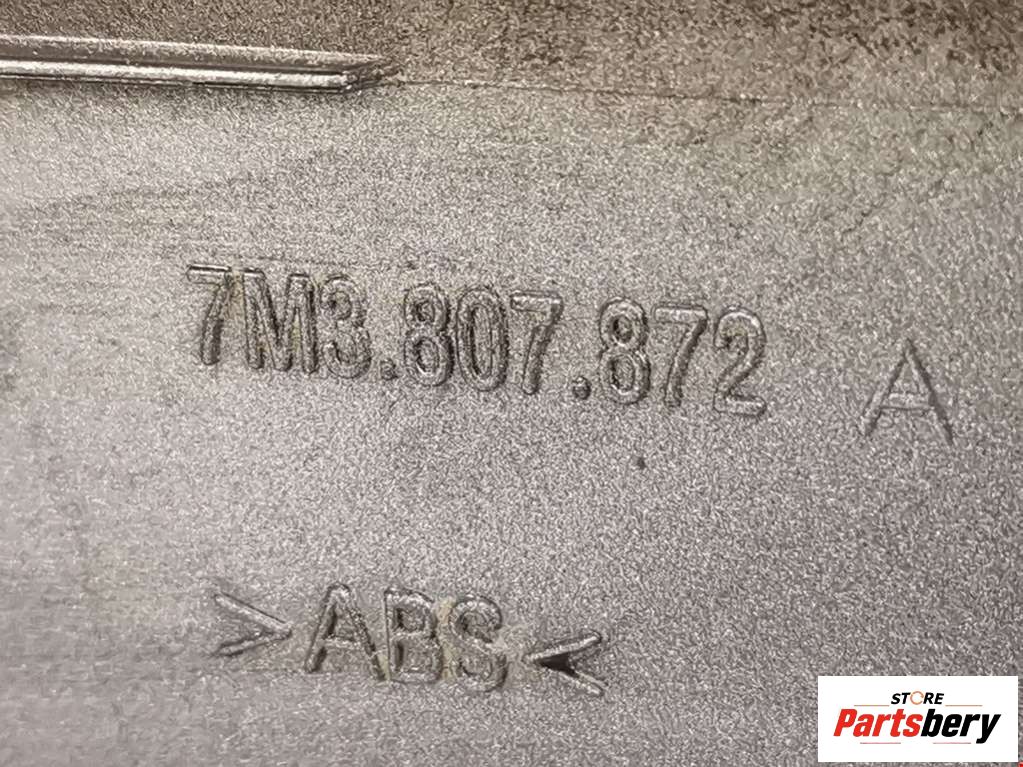 7M3.807.872 A
>ABS<
STORE
Partsbery